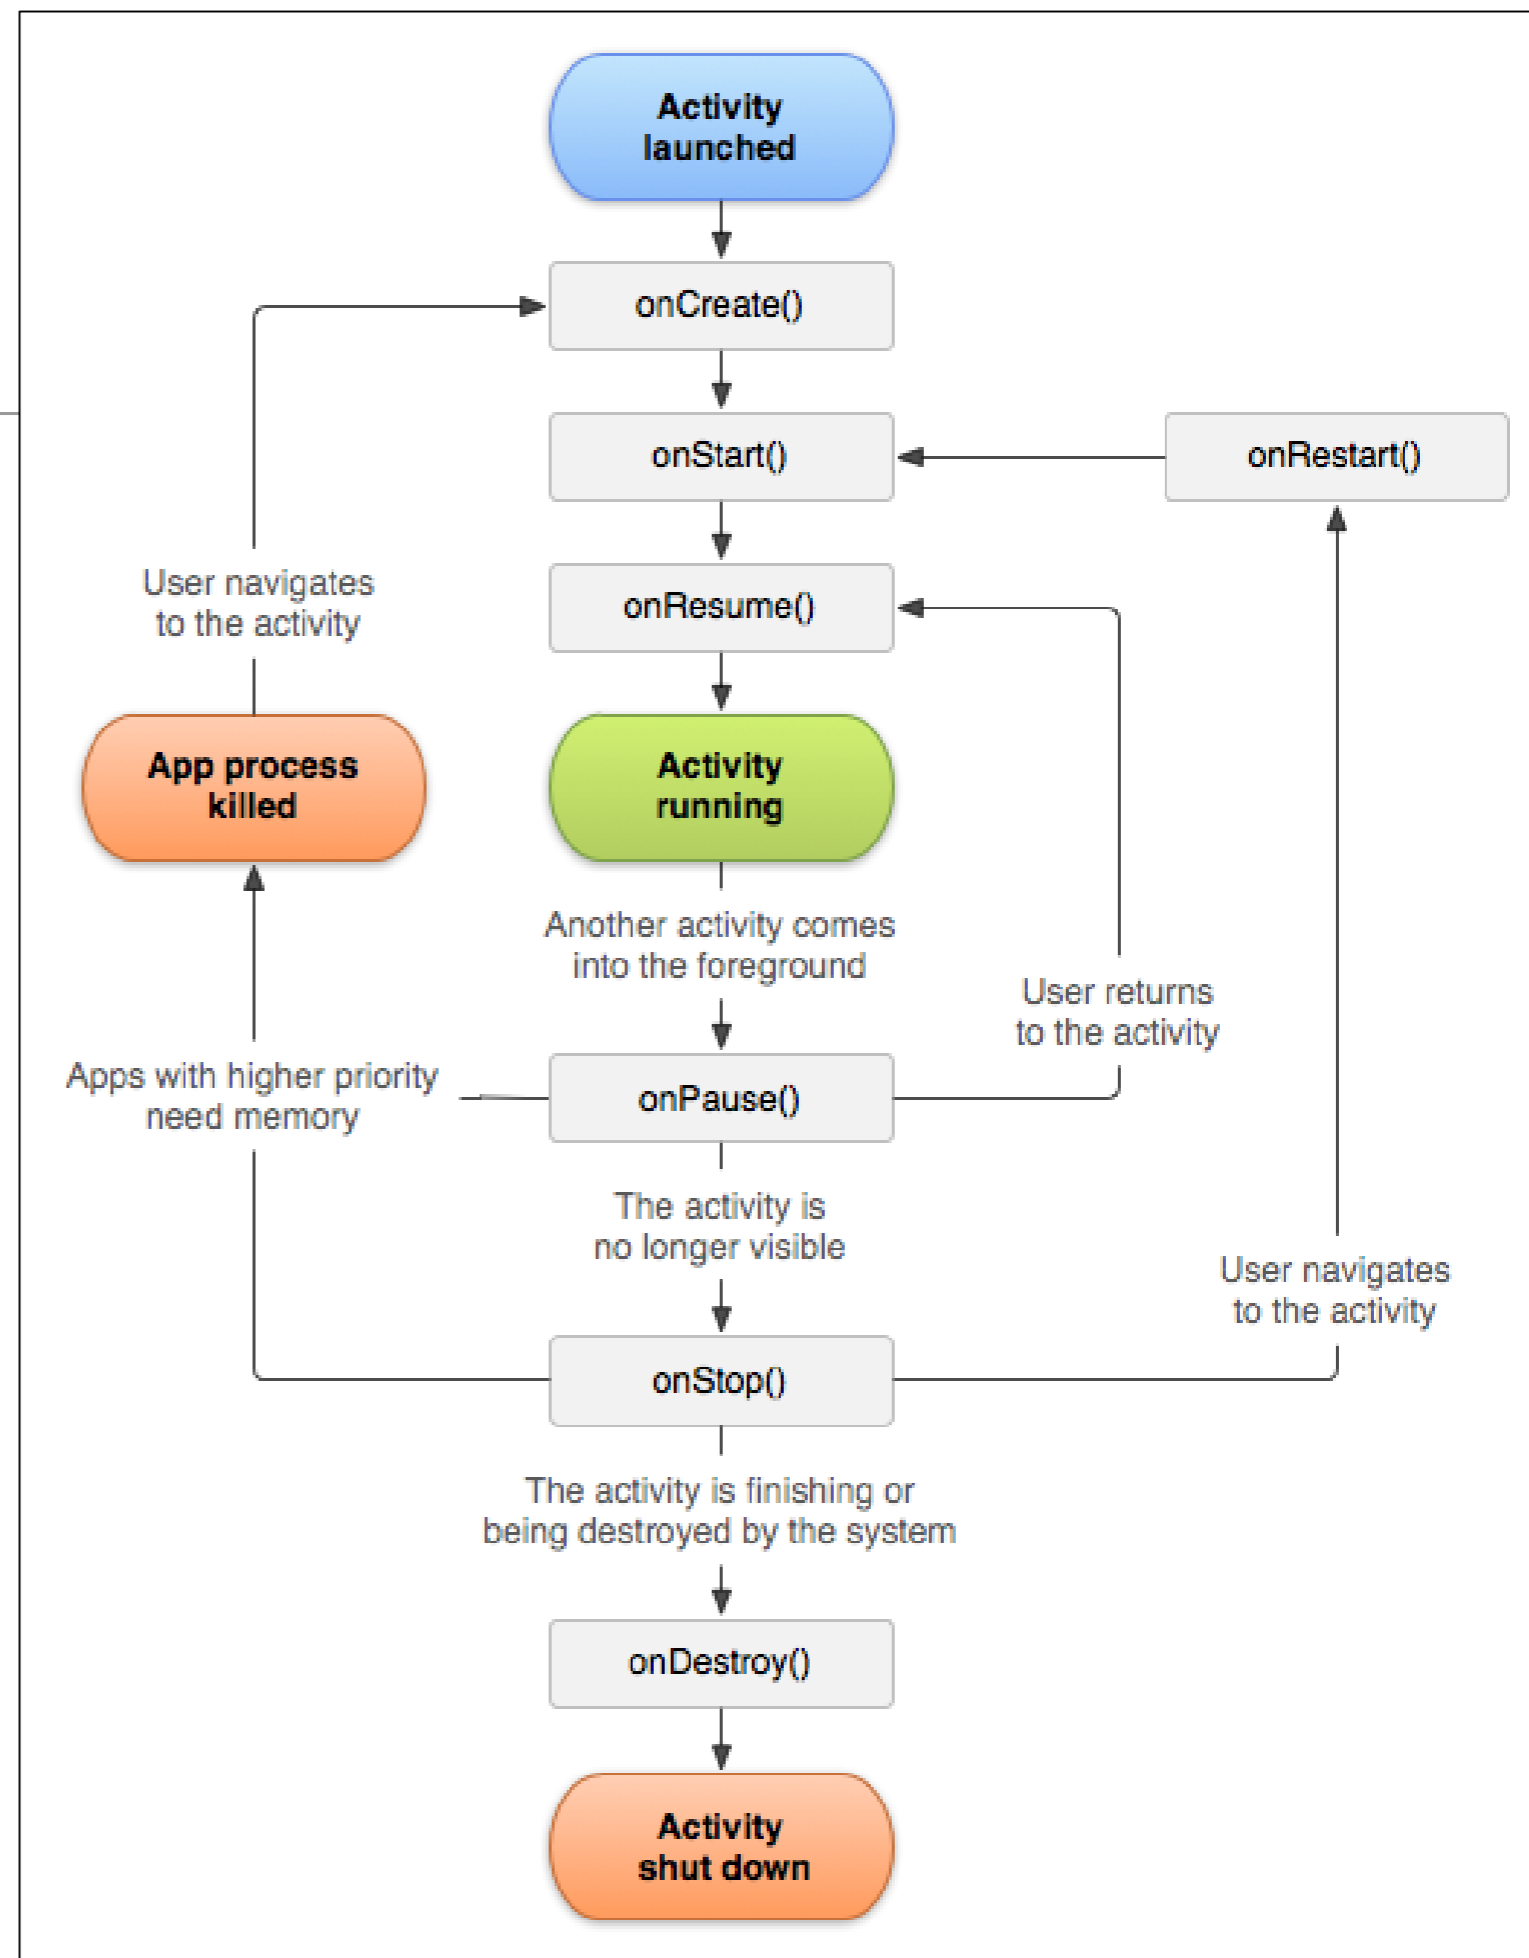 Activity
launched
onCreate()
onStart()
onRestart()
User navigates
to the activity
onResume()
App process
killed
Activity
running
Another activity comes
into the foreground
User returns
to the activity
Apps with higher priority
need memory
onPause()
The activity is
no longer visible
User navigates
to the activity
onStop()
The activity is finishing or
being destroyed by the system
onDestroy()
Activity
shut down